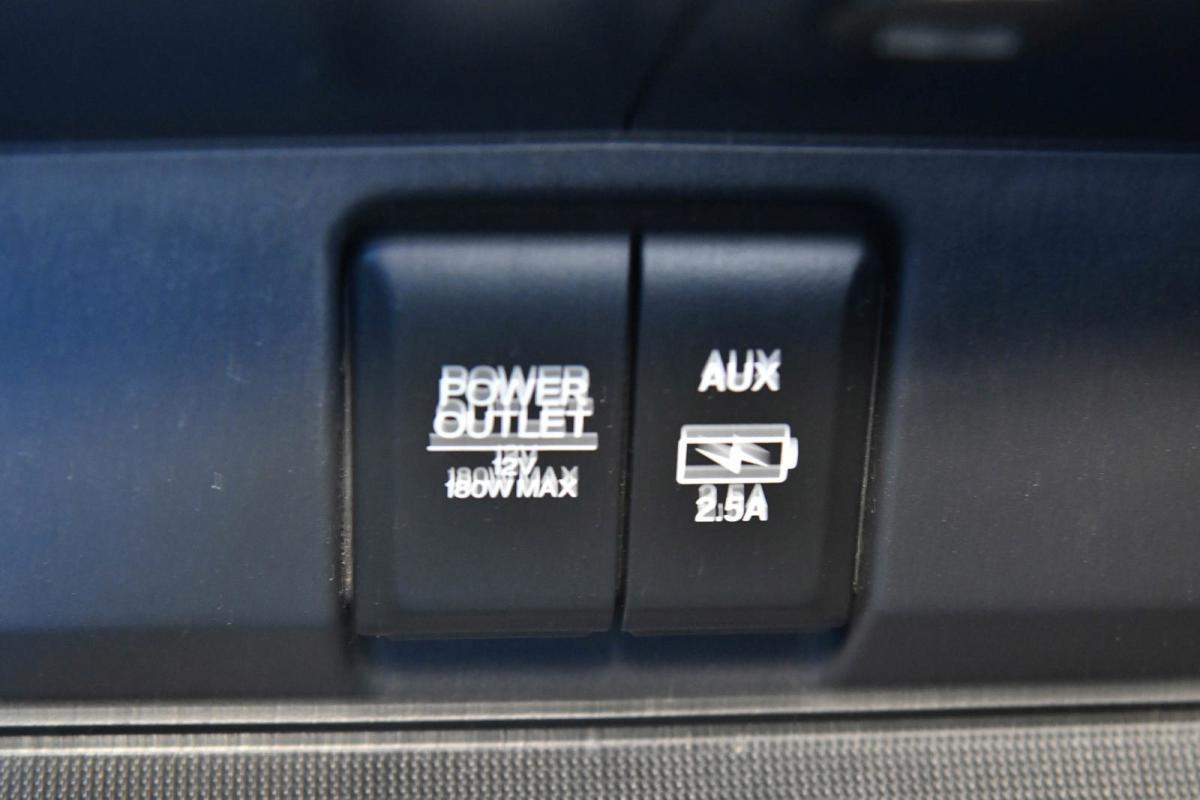 POWER
OUTLET
12V
180W MAX
AUX
2.5A